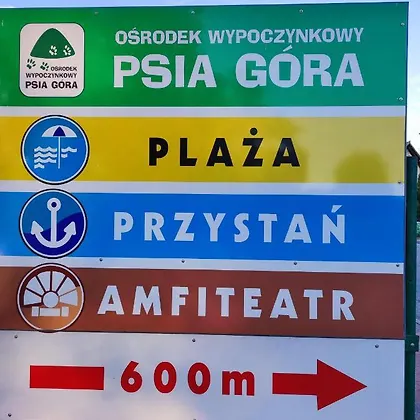 OŚRODEK
WYPOCZYNKOWY
PSIA GÓRA
OŚRODEK WYPOCZYNKOWY
PSIA GÓRA
PLAŻA
PRZYSTAŃ
AMFITEATR
600m